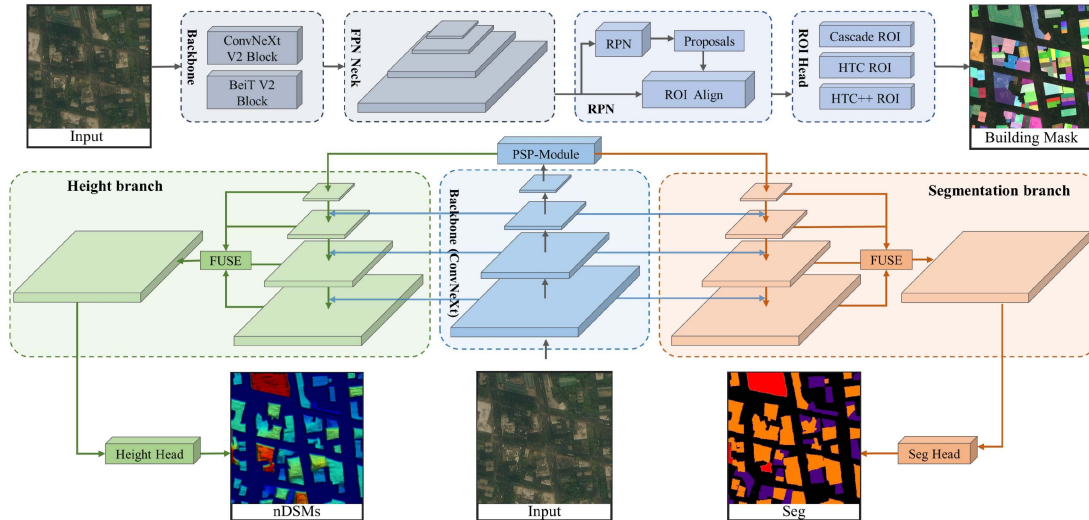 Input
Backbone
ConvNeXt
V2 Block
BeiT V2
Block
FPN Neck
RPN
Proposals
ROI Align
RPN
ROI Head
Cascade ROI
HTC ROI
HTC++ ROI
Building Mask
PSP-Module
Height branch
Backbone (ConvNeXt)
Segmentation branch
FUSE
FUSE
Height Head
nDSMs
Input
Seg
Seg Head